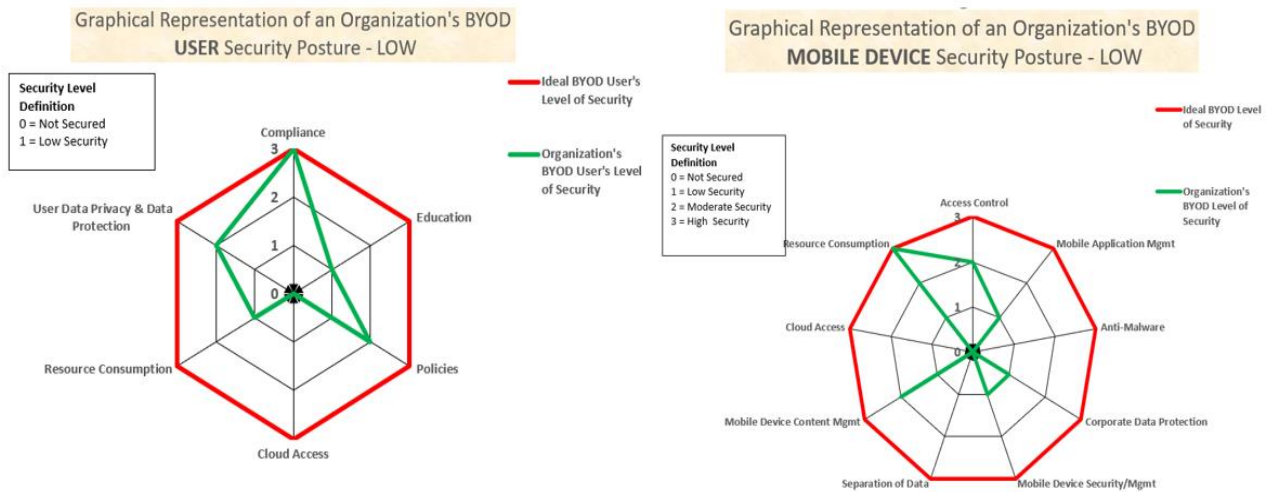 Graphical Representation of an Organization's BYOD
USER Security Posture - LOW
Security Level
Definition
0 = Not Secured
1 = Low Security
Ideal BYOD User's
Level of Security
Organization's
BYOD User's Level
of Security
Compliance
3
2
1
0
Education
Policies
Cloud Access
Resource Consumption
User Data Privacy & Data
Protection
Graphical Representation of an Organization's BYOD
MOBILE DEVICE Security Posture - LOW
Security Level
Definition
0 = Not Secured
1 = Low Security
2 = Moderate Security
3 = High Security
Ideal BYOD Level
of Security
Organization's
BYOD Level of
Security
Access Control
3
2
1
0
Mobile Application Mgmt
Anti-Malware
Corporate Data Protection
Mobile Device Security/Mgmt
Separation of Data
Mobile Device Content Mgmt
Cloud Access
Resource Consumption